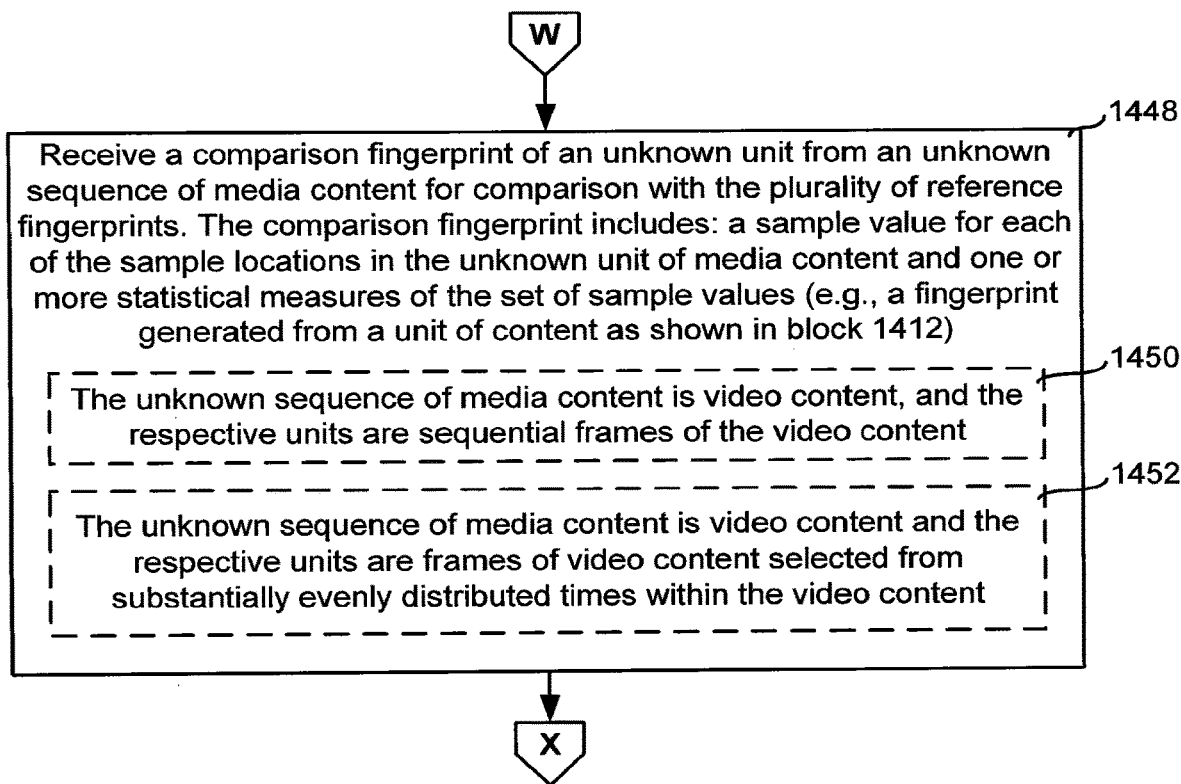 W
1448
Receive a comparison fingerprint of an unknown unit from an unknown
sequence of media content for comparison with the plurality of reference
fingerprints. The comparison fingerprint includes: a sample value for each
of the sample locations in the unknown unit of media content and one or
more statistical measures of the set of sample values (e.g., a fingerprint
generated from a unit of content as shown in block 1412)
1450
The unknown sequence of media content is video content, and the
respective units are sequential frames of the video content
1452
The unknown sequence of media content is video content and the
respective units are frames of video content selected from
substantially evenly distributed times within the video content
X